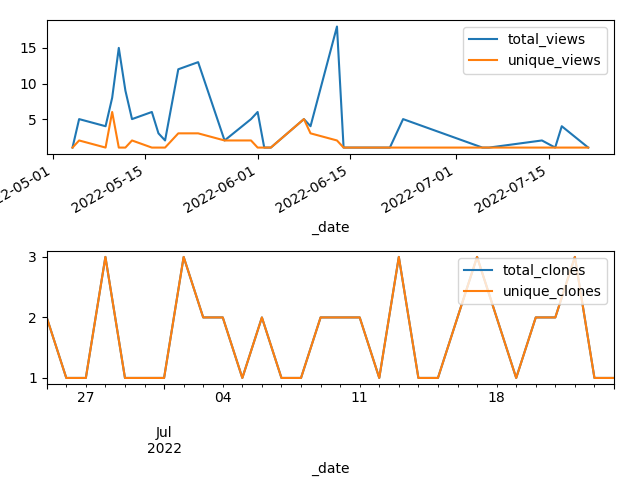 15
10
5
total_views
unique_views
22-05-01
2022-05-15
2022-06-01
2022-06-15
2022-07-01
2022-07-15
_date
3
2
1
total_clones
unique_clones
27
04
11
18
Jul
2022
_date